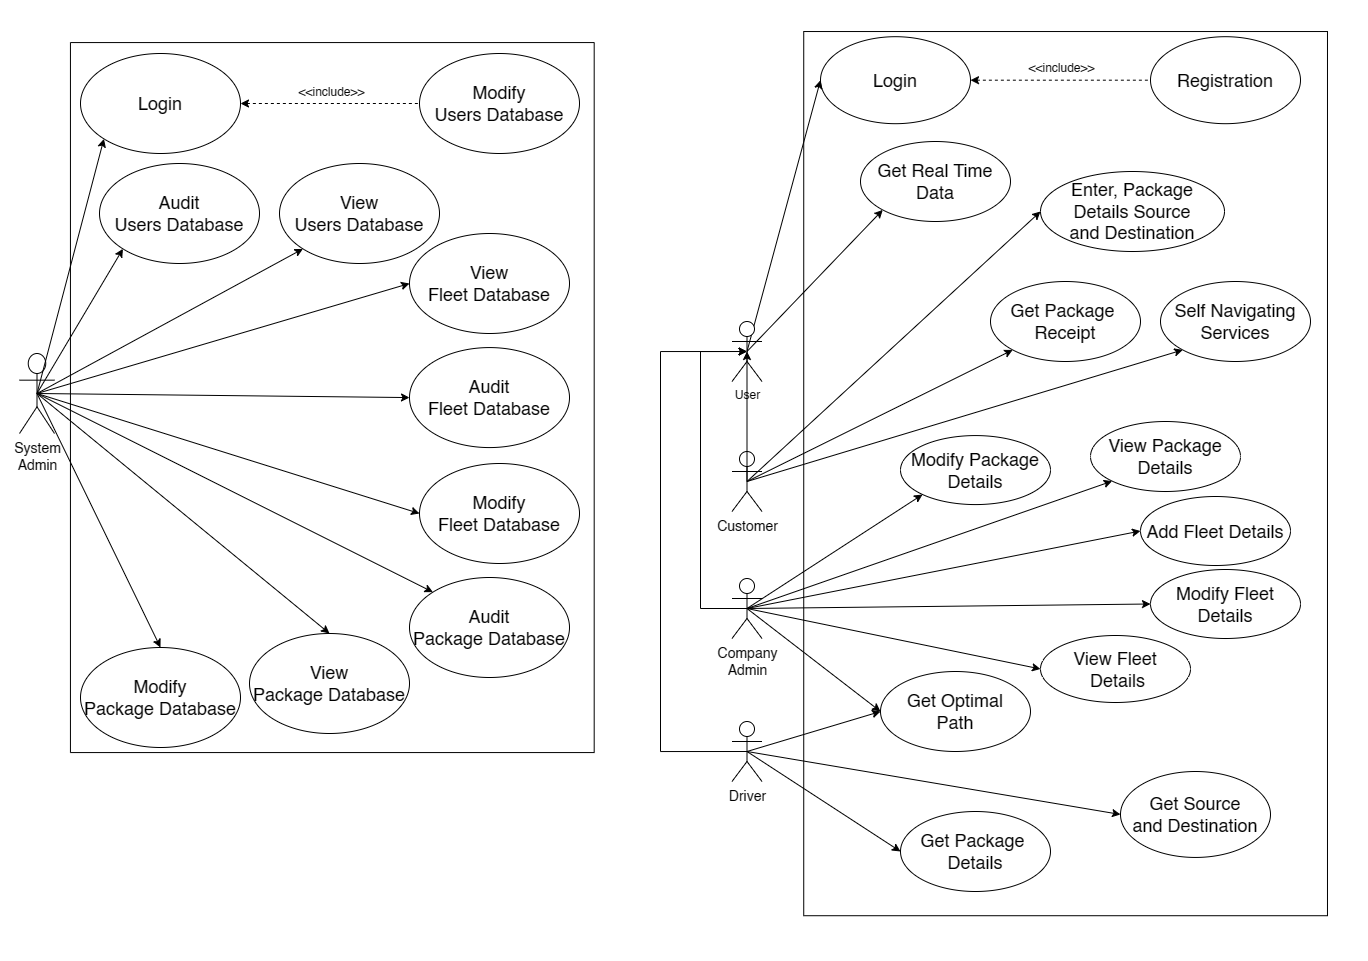 Login
<<include>>
Modify
Users Database
Audit
Users Database
View
Users Database
View
Fleet Database
Audit
Fleet Database
System
Admin
Modify
Fleet Database
Audit
Package Database
View
Package Database
Modify
Package Database
Login
<<include>>
Registration
Get Real Time
Data
Enter, Package
Details Source
and Destination
Get Package
Receipt
Self Navigating
Services
User
Modify Package
Details
View Package
Details
Customer
Add Fleet Details
Modify Fleet
Details
Company
Admin
View Fleet
Details
Get Optimal
Path
Driver
Get Source
and Destination
Get Package
Details